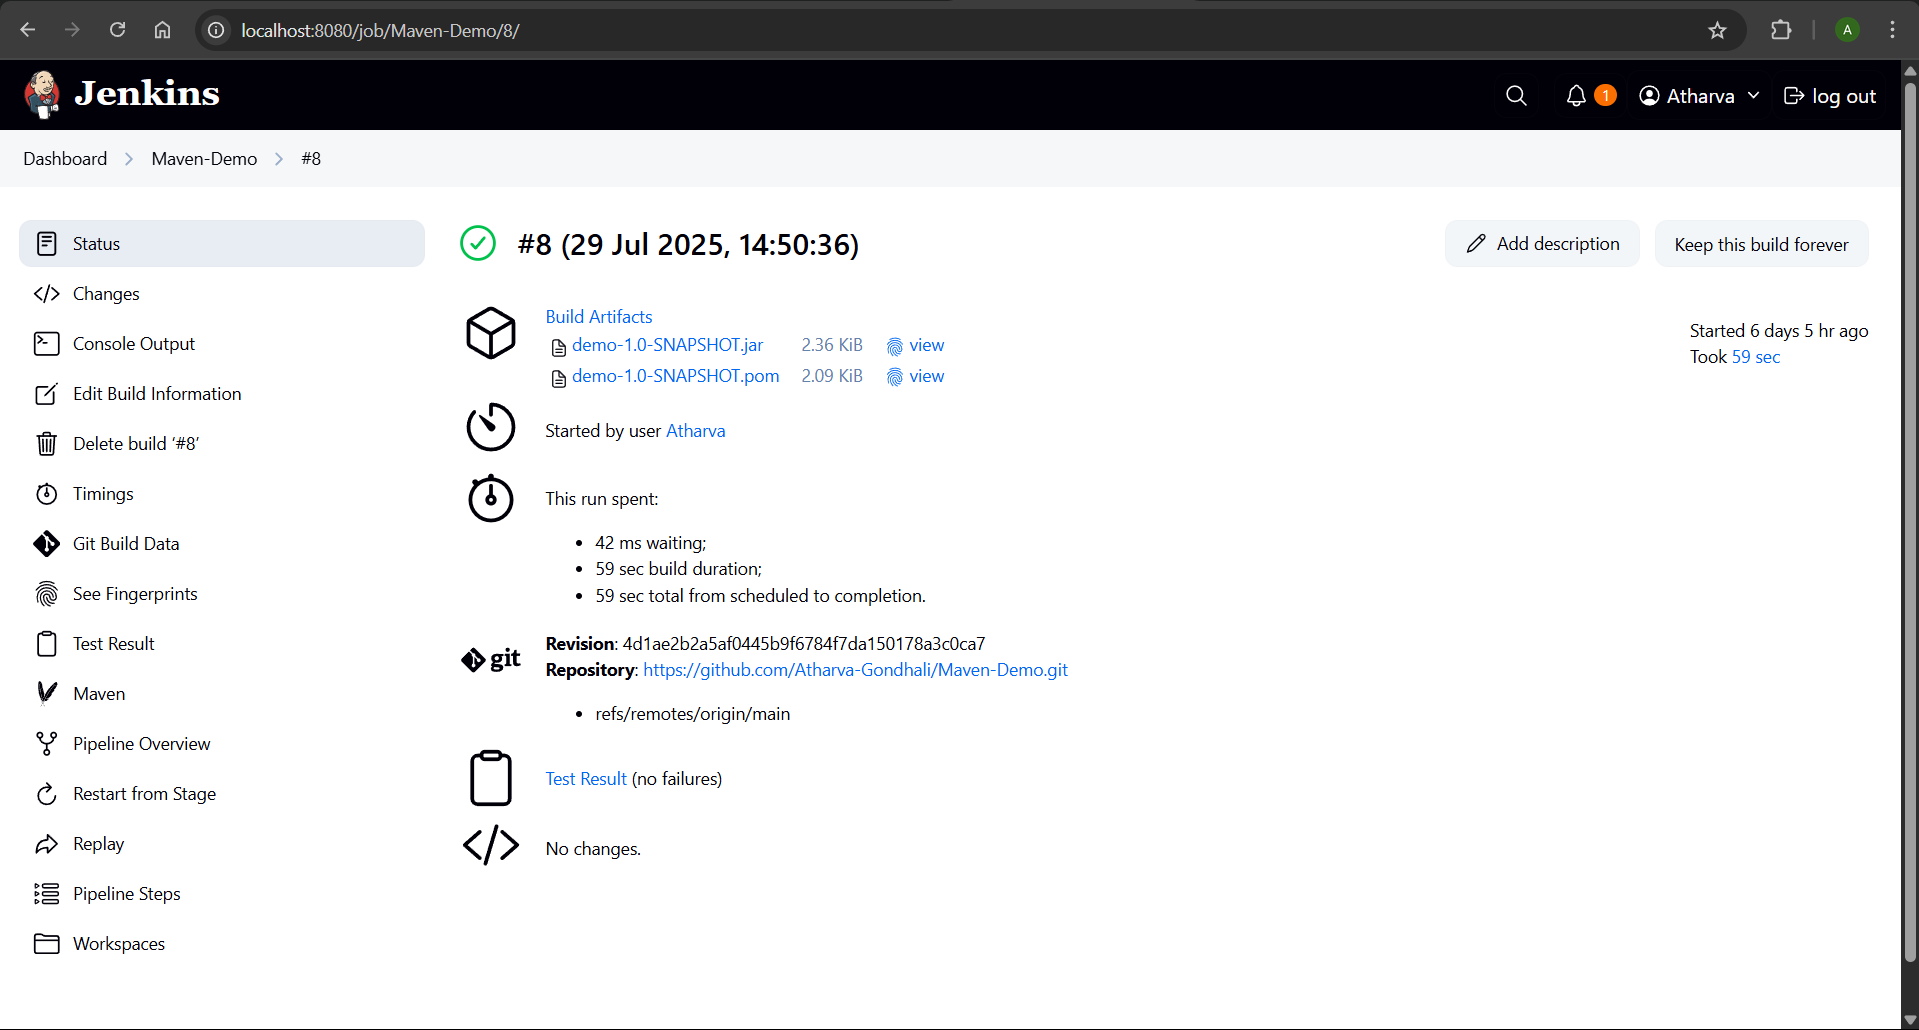 localhost:8080/job/Maven-Demo/8/
A
Jenkins
1
Atharva
log out
Dashboard
Maven-Demo
#8
Status
Changes
Console Output
Edit Build Information
Delete build ‘#8’
Timings
Git Build Data
See Fingerprints
Test Result
Maven
Pipeline Overview
Restart from Stage
Replay
Pipeline Steps
Workspaces
#8 (29 Jul 2025, 14:50:36)
Add description
Keep this build forever
Build Artifacts
demo-1.0-SNAPSHOT.jar 2.36 KiB view
demo-1.0-SNAPSHOT.pom 2.09 KiB view
Started 6 days 5 hr ago
Took 59 sec
Started by user Atharva
This run spent:
• 42 ms waiting;
• 59 sec build duration;
• 59 sec total from scheduled to completion.
git
Revision: 4d1ae2b2a5af0445b9f6784f7da150178a3c0ca7
Repository: https://github.com/Atharva-Gondhali/Maven-Demo.git
• refs/remotes/origin/main
Test Result (no failures)
No changes.